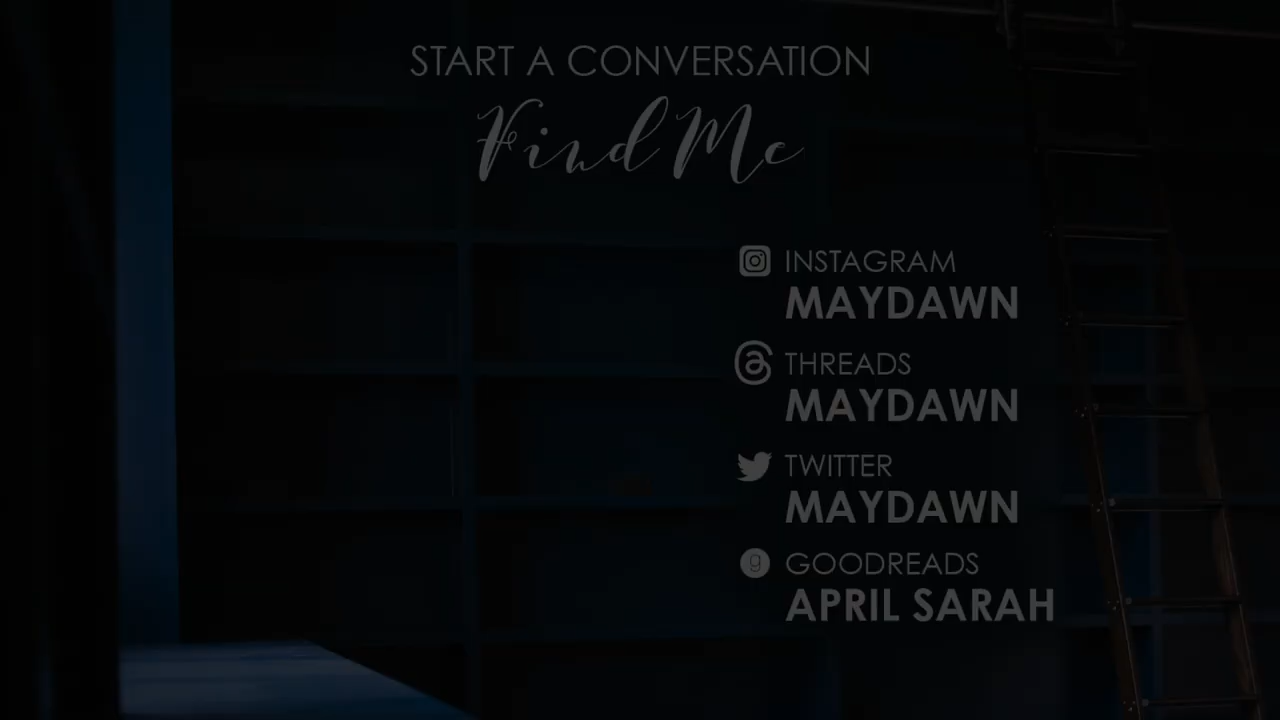 START A CONVERSATION
Find Me
INSTAGRAM
MAYDAWN
THREADS
MAYDAWN
TWITTER
MAYDAWN
GOODREADS
APRIL SARAH